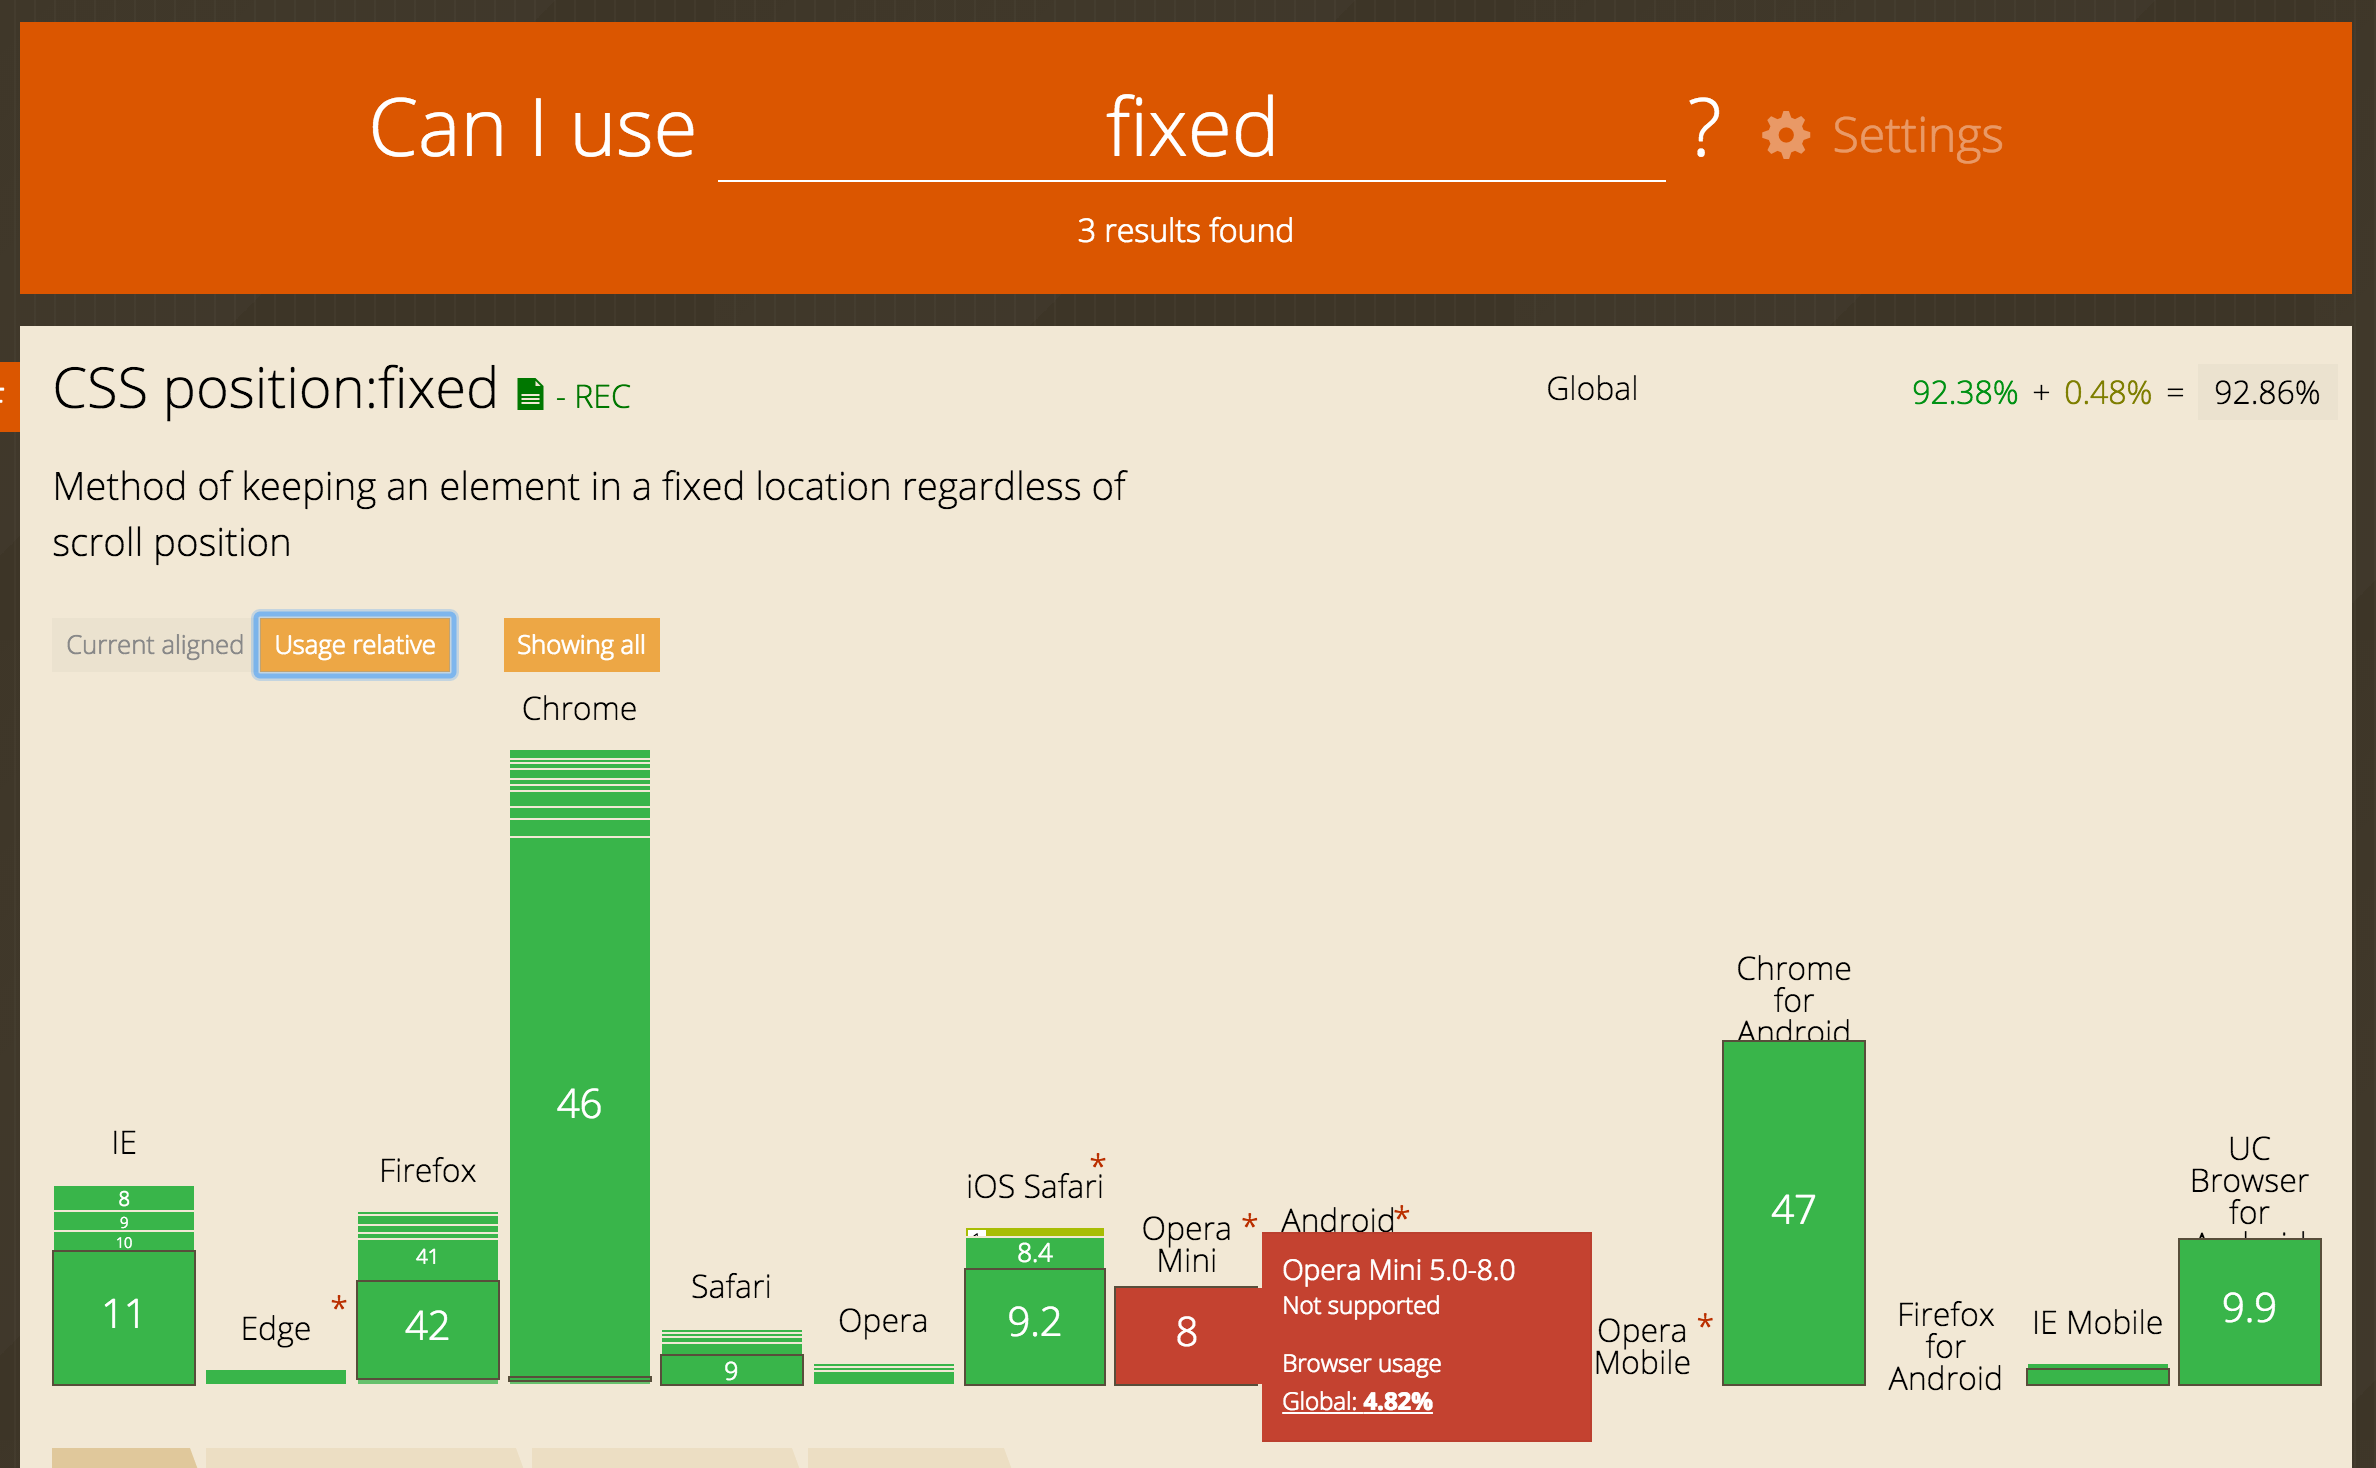 Can I use fixed ? Settings
3 results found
CSS position:fixed - REC
Global
92.38% + 0.48% = 92.86%
Method of keeping an element in a fixed location regardless of
scroll position
Current aligned Usage relative Showing all
IE
8
9
10
11
Edge *
Firefox
41
42
Chrome
46
Safari
9
Opera
iOS Safari *
8.4
9.2
Opera *
Mini
8
Android*
Opera Mini 5.0-8.0
Not supported
Browser usage
Global: 4.82%
Opera *
Mobile
Chrome
for
Android
47
Firefox
for
Android
IE Mobile
UC
Browser
for
9.9